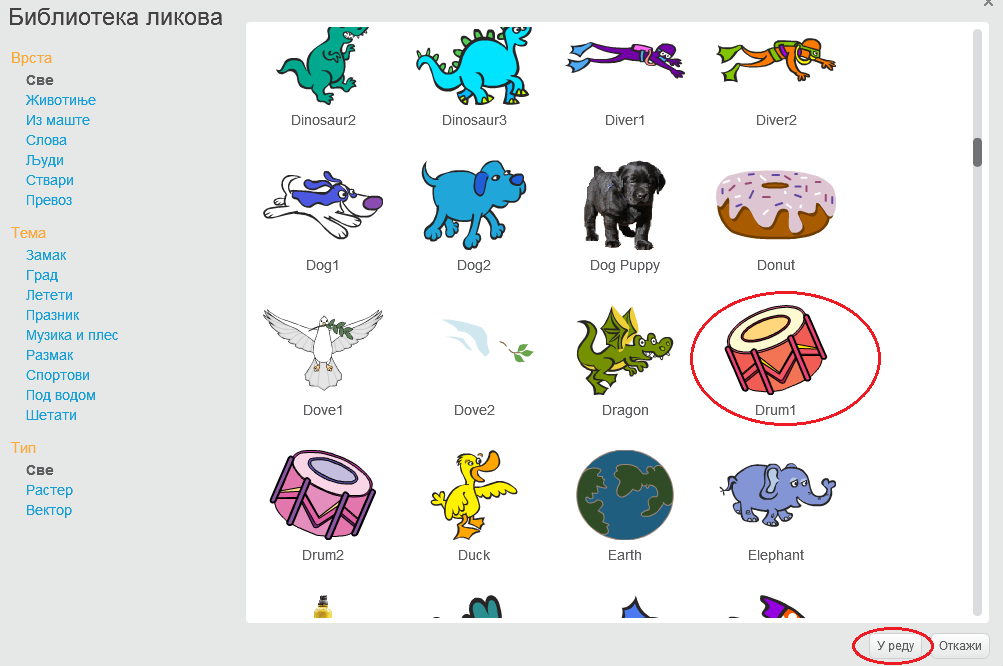 Библиотека ликова
Врста
Све
Животиње
Из маште
Слова
Људи
Ствари
Превоз
Тема
Замак
Град
Летети
Празник
Музика и плес
Размак
Спортови
Под водом
Шетати
Тип
Све
Растер
Вектор
Dinosaur2 Dinosaur3 Diver1 Diver2
Dog1 Dog2 Dog Puppy Donut
Dove1 Dove2 Dragon Drum1
Drum2 Duck Earth Elephant
У реду Откажи